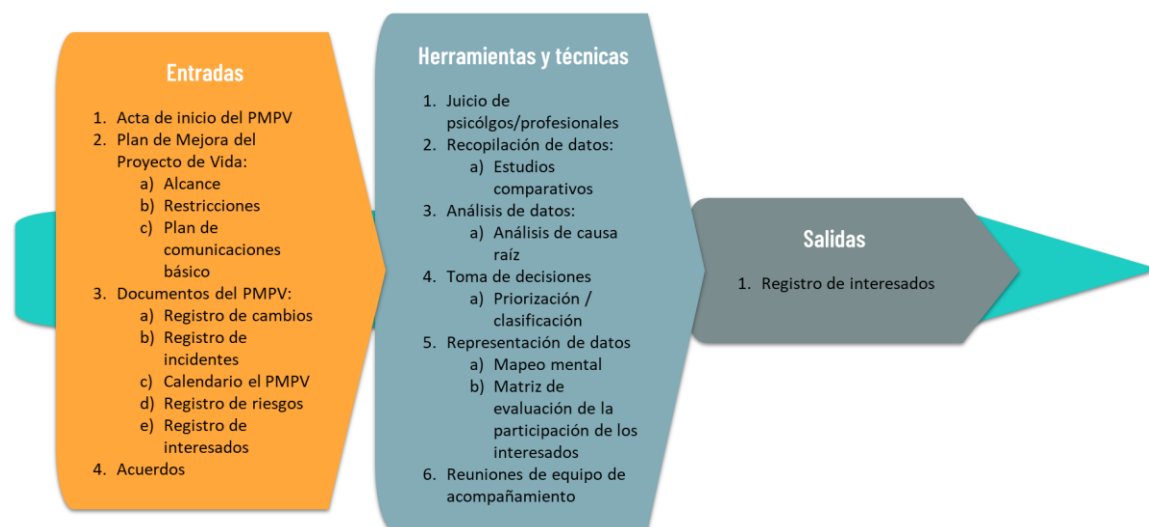 Entradas
1. Acta de inicio del PMPV
2. Plan de Mejora del
Proyecto de Vida:
a) Alcance
b) Restricciones
c) Plan de
comunicaciones
básico
3. Documentos del PMPV:
a) Registro de cambios
b) Registro de
incidentes
c) Calendario el PMPV
d) Registro de riesgos
e) Registro de
interesados
4. Acuerdos
Herramientas y técnicas
1. Juicio de
psicólgos/profesionales
2. Recopilación de datos:
a) Estudios
comparativos
3. Análisis de datos:
a) Análisis de causa
raíz
4. Toma de decisiones
a) Priorización /
clasificación
5. Representación de datos
a) Mapeo mental
b) Matriz de
evaluación de la
participación de los
interesados
6. Reuniones de equipo de
acompañamiento
Salidas
1. Registro de interesados